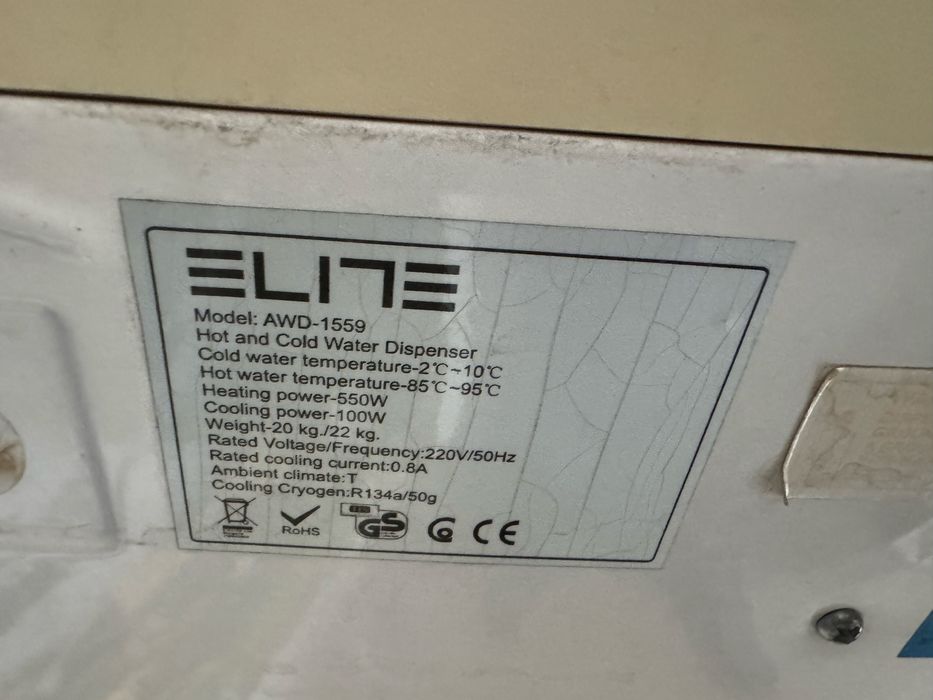 ELITE
Model: AWD-1559
Hot and Cold Water Dispenser
Cold water temperature-2℃~10℃
Hot water temperature-85℃~95℃
Heating power-550W
Cooling power-100W
Weight-20 kg./22 kg.
Rated Voltage/Frequency:220V/50Hz
Rated cooling current:0.8A
Ambient climate:T
Cooling Cryogen:R134a/50g
RoHS GS CE